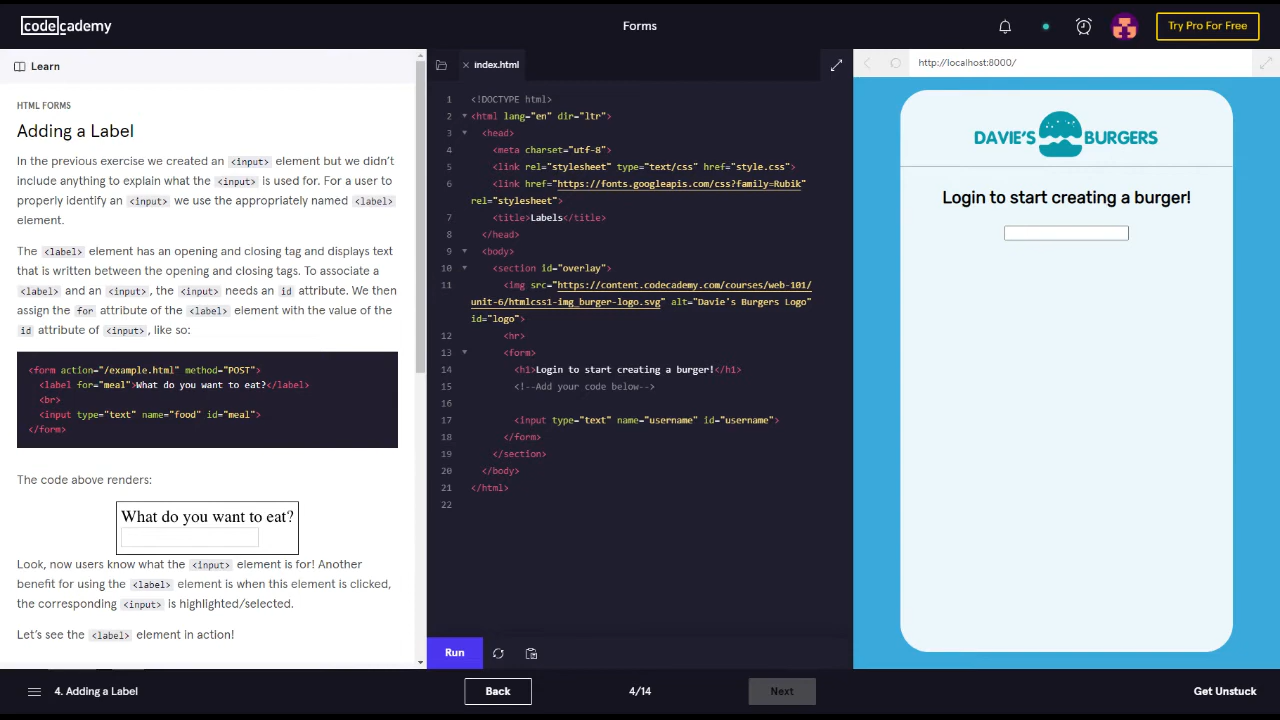 codecademy
Forms
Try Pro For Free
Learn
HTML FORMS
Adding a Label
In the previous exercise we created an <input> element but we didn't
include anything to explain what the <input> is used for. For a user to
properly identify an <input> we use the appropriately named <label>
element.
The <label> element has an opening and closing tag and displays text
that is written between the opening and closing tags. To associate a
<label> and an <input>, the <input> needs an id attribute. We then
assign the for attribute of the <label> element with the value of the
id attribute of <input>, like so:
<form action="/example.html" method="POST">
<label for="meal">What do you want to eat?</label>
<br>
<input type="text" name="food" id="meal">
</form>
The code above renders:
What do you want to eat?
Look, now users know what the <input> element is for! Another
benefit for using the <label> element is when this element is clicked,
the corresponding <input> is highlighted/selected.
Let's see the <label> element in action!
index.html
1 <!DOCTYPE html>
2 <html lang="en" dir="ltr">
3 <head>
4 <meta charset="utf-8">
5 <link rel="stylesheet" type="text/css" href="style.css">
6 <link href="https://fonts.googleapis.com/css?family=Rubik"
rel="stylesheet">
7 <title>Labels</title>
8 </head>
9 <body>
10 <section id="overlay">
11 <img src="https://content.codecademy.com/courses/web-101/
unit-6/htmlcss1-img_burger-logo.svg" alt="Davie's Burgers Logo"
id="logo">
12 <hr>
13 <form>
14 <h1>Login to start creating a burger!</h1>
15 <!--Add your code below-->
16
17 <input type="text" name="username" id="username">
18 </form>
19 </section>
20 </body>
21 </html>
22
Run
http://localhost:8000/
DAVIE'S BURGERS
Login to start creating a burger!
4. Adding a Label
Back
4/14
Next
Get Unstuck